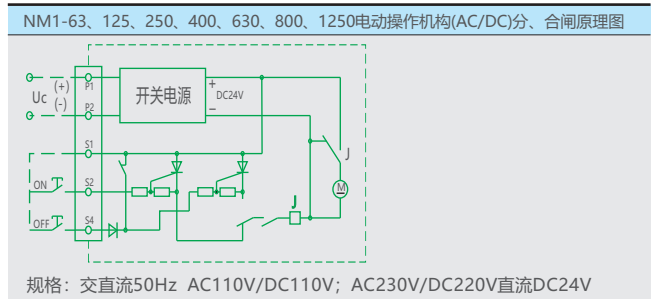 NM1-63、125、250、400、630、800、1250电动操作机构(AC/DC)分、合闸原理图
P1
(+)
Uc
(-)
P2
开关电源
+
DC24V
−
S1
J
ON
S2
M
J
OFF
S4
规格：交直流50Hz AC110V/DC110V；AC230V/DC220V直流DC24V